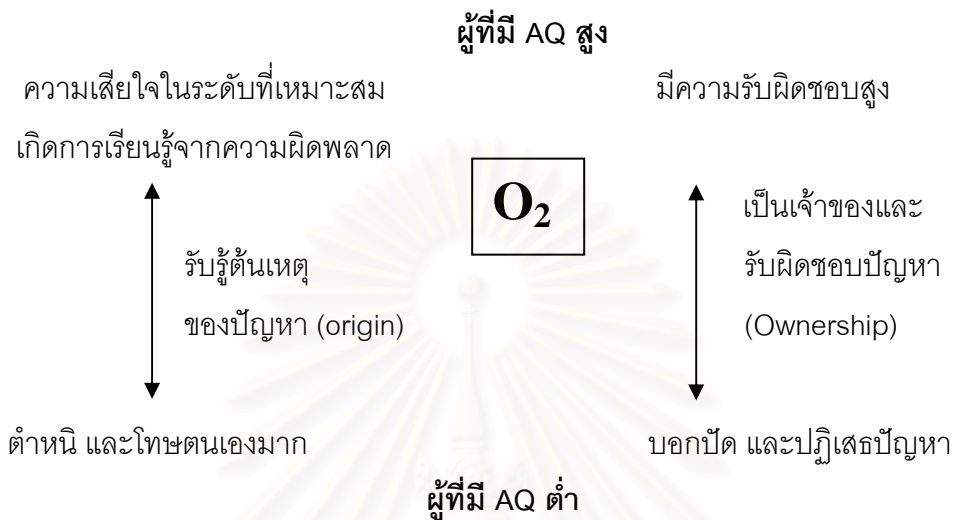 ผู้ที่มี AQ สูง
ความเสียใจในระดับที่เหมาะสม
เกิดการเรียนรู้จากความผิดพลาด
มีความรับผิดชอบสูง
O₂
รับรู้ต้นเหตุ
ของปัญหา (origin)
เป็นเจ้าของและ
รับผิดชอบปัญหา
(Ownership)
ตำหนิ และโทษตนเองมาก
บอกปัด และปฏิเสธปัญหา
ผู้ที่มี AQ ต่ำ